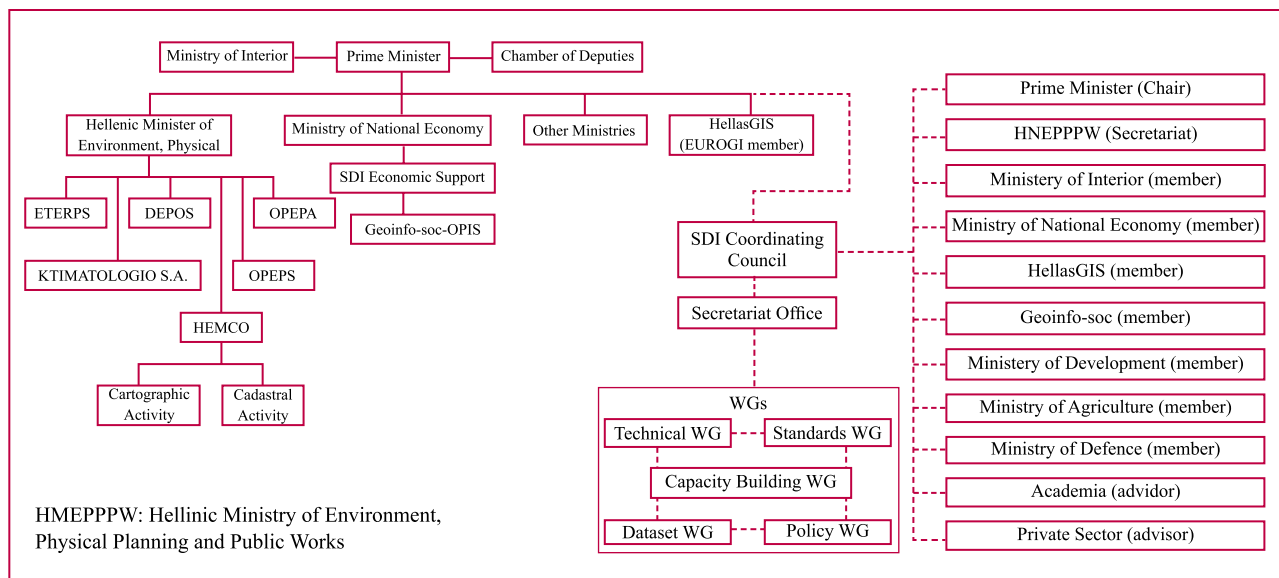 Ministry of Interior
Prime Minister
Chamber of Deputies
Hellenic Minister of
Environment, Physical
Ministry of National Economy
Other Ministries
HellasGIS
(EUROGI member)
SDI Economic Support
ETERPS
DEPOS
OPEPA
Geoinfo-soc-OPIS
KTIMATOLOGIO S.A.
OPEPS
HEMCO
Cartographic
Activity
Cadastral
Activity
SDI Coordinating
Council
Secretariat Office
WGs
Technical WG
Standards WG
Capacity Building WG
Dataset WG
Policy WG
Prime Minister (Chair)
HNEPPPW (Secretariat)
Ministery of Interior (member)
Ministry of National Economy (member)
HellasGIS (member)
Geoinfo-soc (member)
Ministery of Development (member)
Ministry of Agriculture (member)
Ministry of Defence (member)
Academia (advidor)
Private Sector (advisor)
HMEPPPW: Hellinic Ministry of Environment,
Physical Planning and Public Works